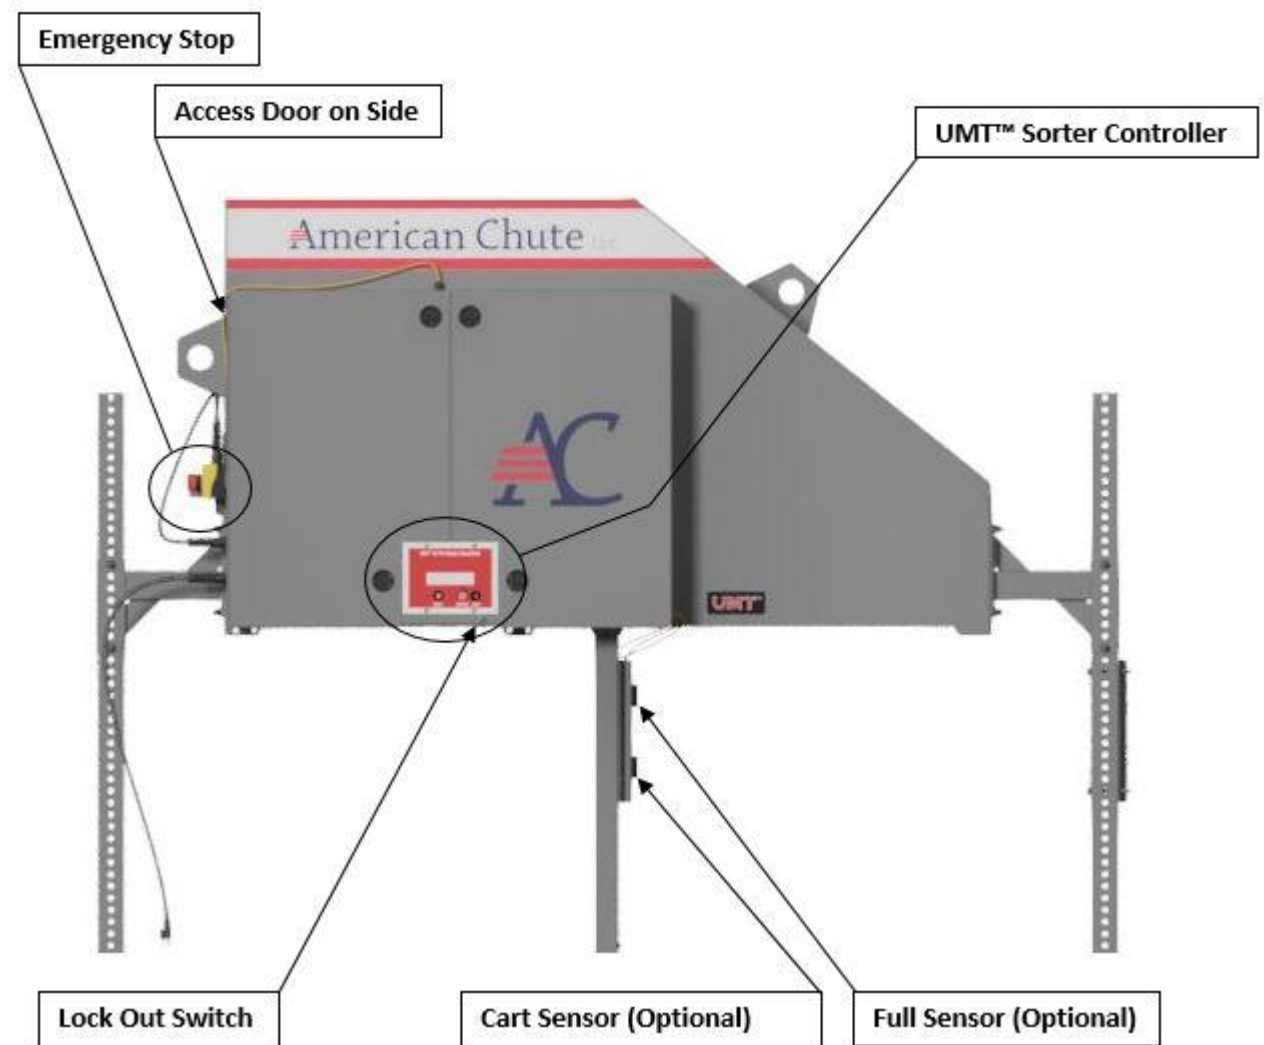 Emergency Stop
Access Door on Side
UMT™ Sorter Controller
American Chute
AC
UMT
Lock Out Switch
Cart Sensor (Optional)
Full Sensor (Optional)